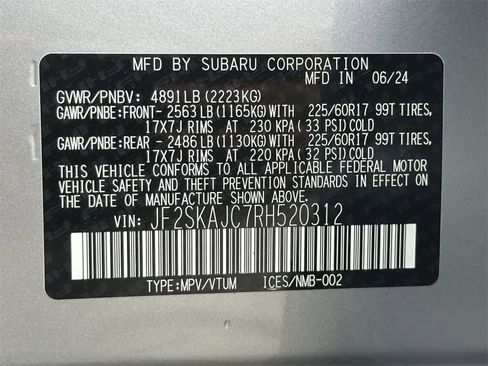 MFD BY SUBARU CORPORATION
MFD IN 06/24
GVWR/PNBV: 4891LB(2223KG)
GAWR/PNBE:FRONT-2563LB(1165KG)WITH 225/60R17 99T TIRES,
17X7J RIMS AT 230 KPA(33 PSI)COLD
GAWR/PNBE:REAR -2486LB(1130KG)WITH 225/60R17 99T TIRES,
17X7J RIMS AT 220 KPA(32 PSI)COLD
THIS VEHICLE CONFORMS TO ALL APPLICABLE FEDERAL MOTOR
VEHICLE SAFETY AND THEFT PREVENTION STANDARDS IN EFFECT
ON THE DATE OF MANUFACTURE SHOWN ABOVE.
VIN: JF2SKAJC7RH520312
TYPE:MPV/VTUM ICES/NMB-002